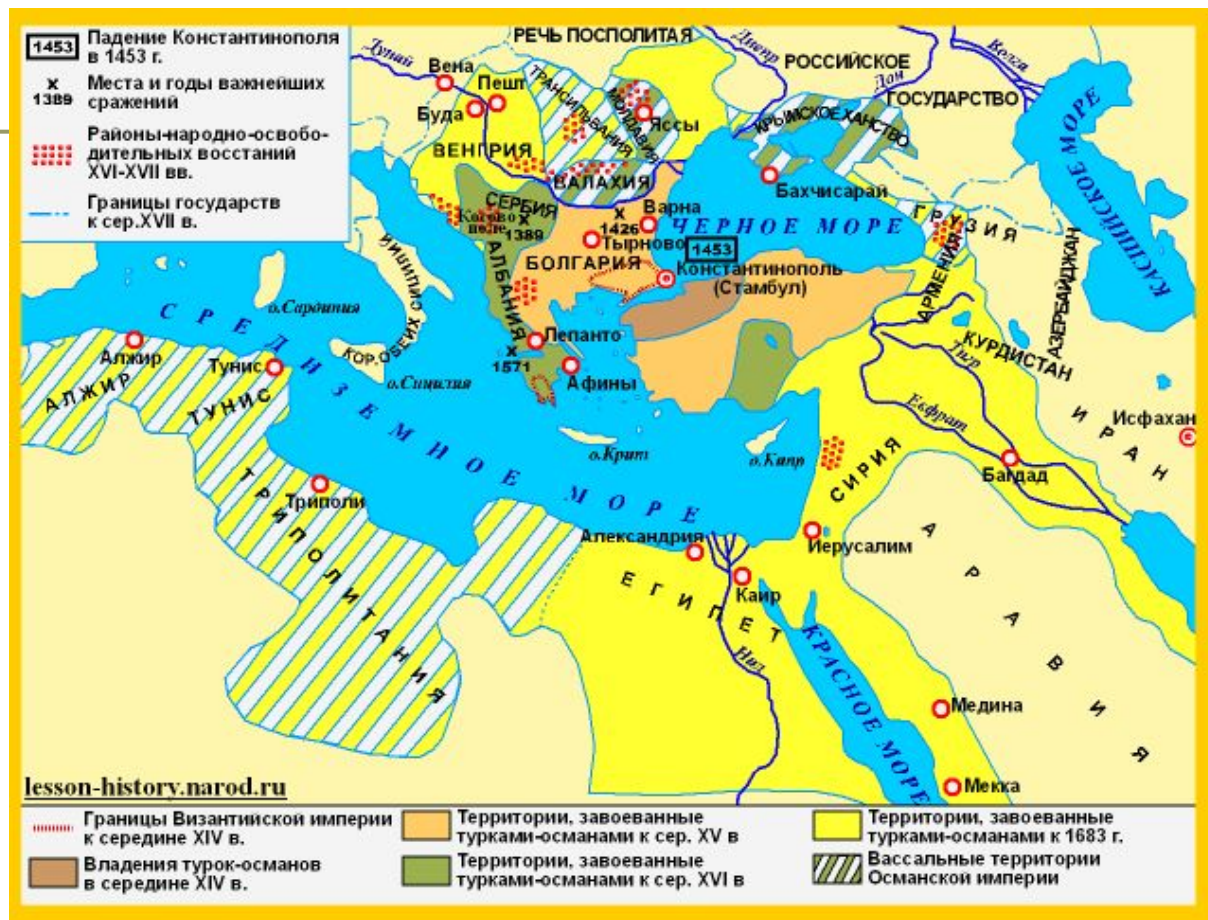 1453 Падение Константинополя
в 1453 г.
х
1389 Места и годы важнейших
сражений
Районы-народно-освобо-
дительных восстаний
XVI-XVII вв.
Границы государств
к сер.XVII в.
РЕЧЬ ПОСПОЛИТАЯ
Днепр
РОССИЙСКОЕ
ГОСУДАРСТВО
Дон
Волга
Дунай
Вена
Пешт
Буда
ВЕНГРИЯ
ТРАНСИЛЬВАНИЯ
МОЛДАВИЯ
Яссы
КРЫМСКОЕ ХАНСТВО
Бахчисарай
ВАЛАХИЯ
СЕРБИЯ
Косово
поле
х
1389
х
1426
Варна
Тырново
БОЛГАРИЯ
АЛБАНИЯ
ЧЕРНОЕ МОРЕ
1453
Константинополь
(Стамбул)
ГРУЗИЯ
АРМЕНИЯ
АЗЕРБАЙДЖАН
КАСПИЙСКОЕ МОРЕ
КУРДИСТАН
Тигр
Евфрат
ИРАН
Исфахан
Багдад
о.Сардиния
КОР.ОБЕИХ СИЦИЛИЙ
о.Сицилия
СРЕДИЗЕМНОЕ МОРЕ
Лепанто
х
1571
Афины
о.Крит
о.Кипр
Алжир
АЛЖИР
Тунис
ТУНИС
Триполи
ТРИПОЛИТАНИЯ
Александрия
ЕГИПЕТ
Каир
Нил
СИРИЯ
Иерусалим
АРАВИЯ
КРАСНОЕ МОРЕ
Медина
Мекка
lesson-history.narod.ru
Границы Византийской империи
к середине XIV в.
Владения турок-османов
в середине XIV в.
Территории, завоеванные
турками-османами к сер. XV в
Территории, завоеванные
турками-османами к сер. XVI в
Территории, завоеванные
турками-османами к 1683 г.
Вассальные территории
Османской империи